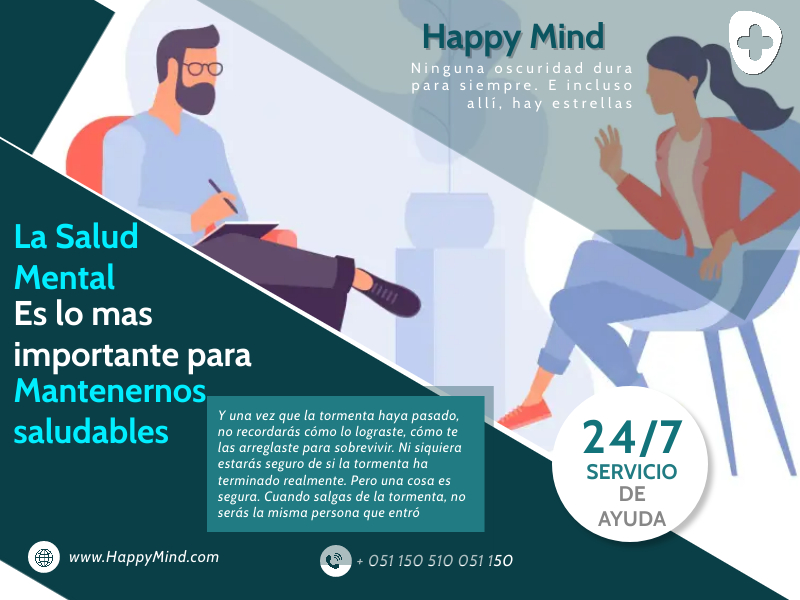 Happy Mind
Ninguna oscuridad dura
para siempre. E incluso
allí, hay estrellas
La Salud
Mental
Es lo mas
importante para
Mantenernos
saludables
Y una vez que la tormenta haya pasado,
no recordarás cómo lo lograste, cómo te
las arreglaste para sobrevivir. Ni siquiera
estarás seguro de si la tormenta ha
terminado realmente. Pero una cosa es
segura. Cuando salgas de la tormenta, no
serás la misma persona que entró
24/7
SERVICIO
DE
AYUDA
www.HappyMind.com
+ 051 150 510 051 150